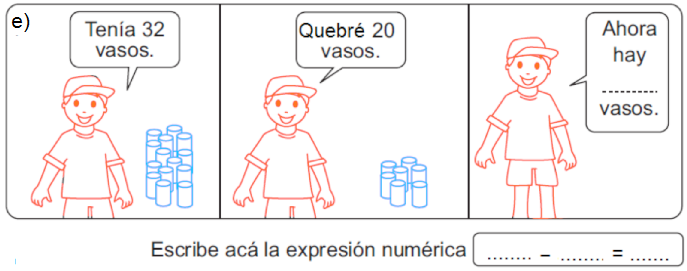 e)
Tenía 32
vasos.
Quebré 20
vasos.
Ahora
hay
............
vasos.
Escribe acá la expresión numérica ........ – ........ = .......